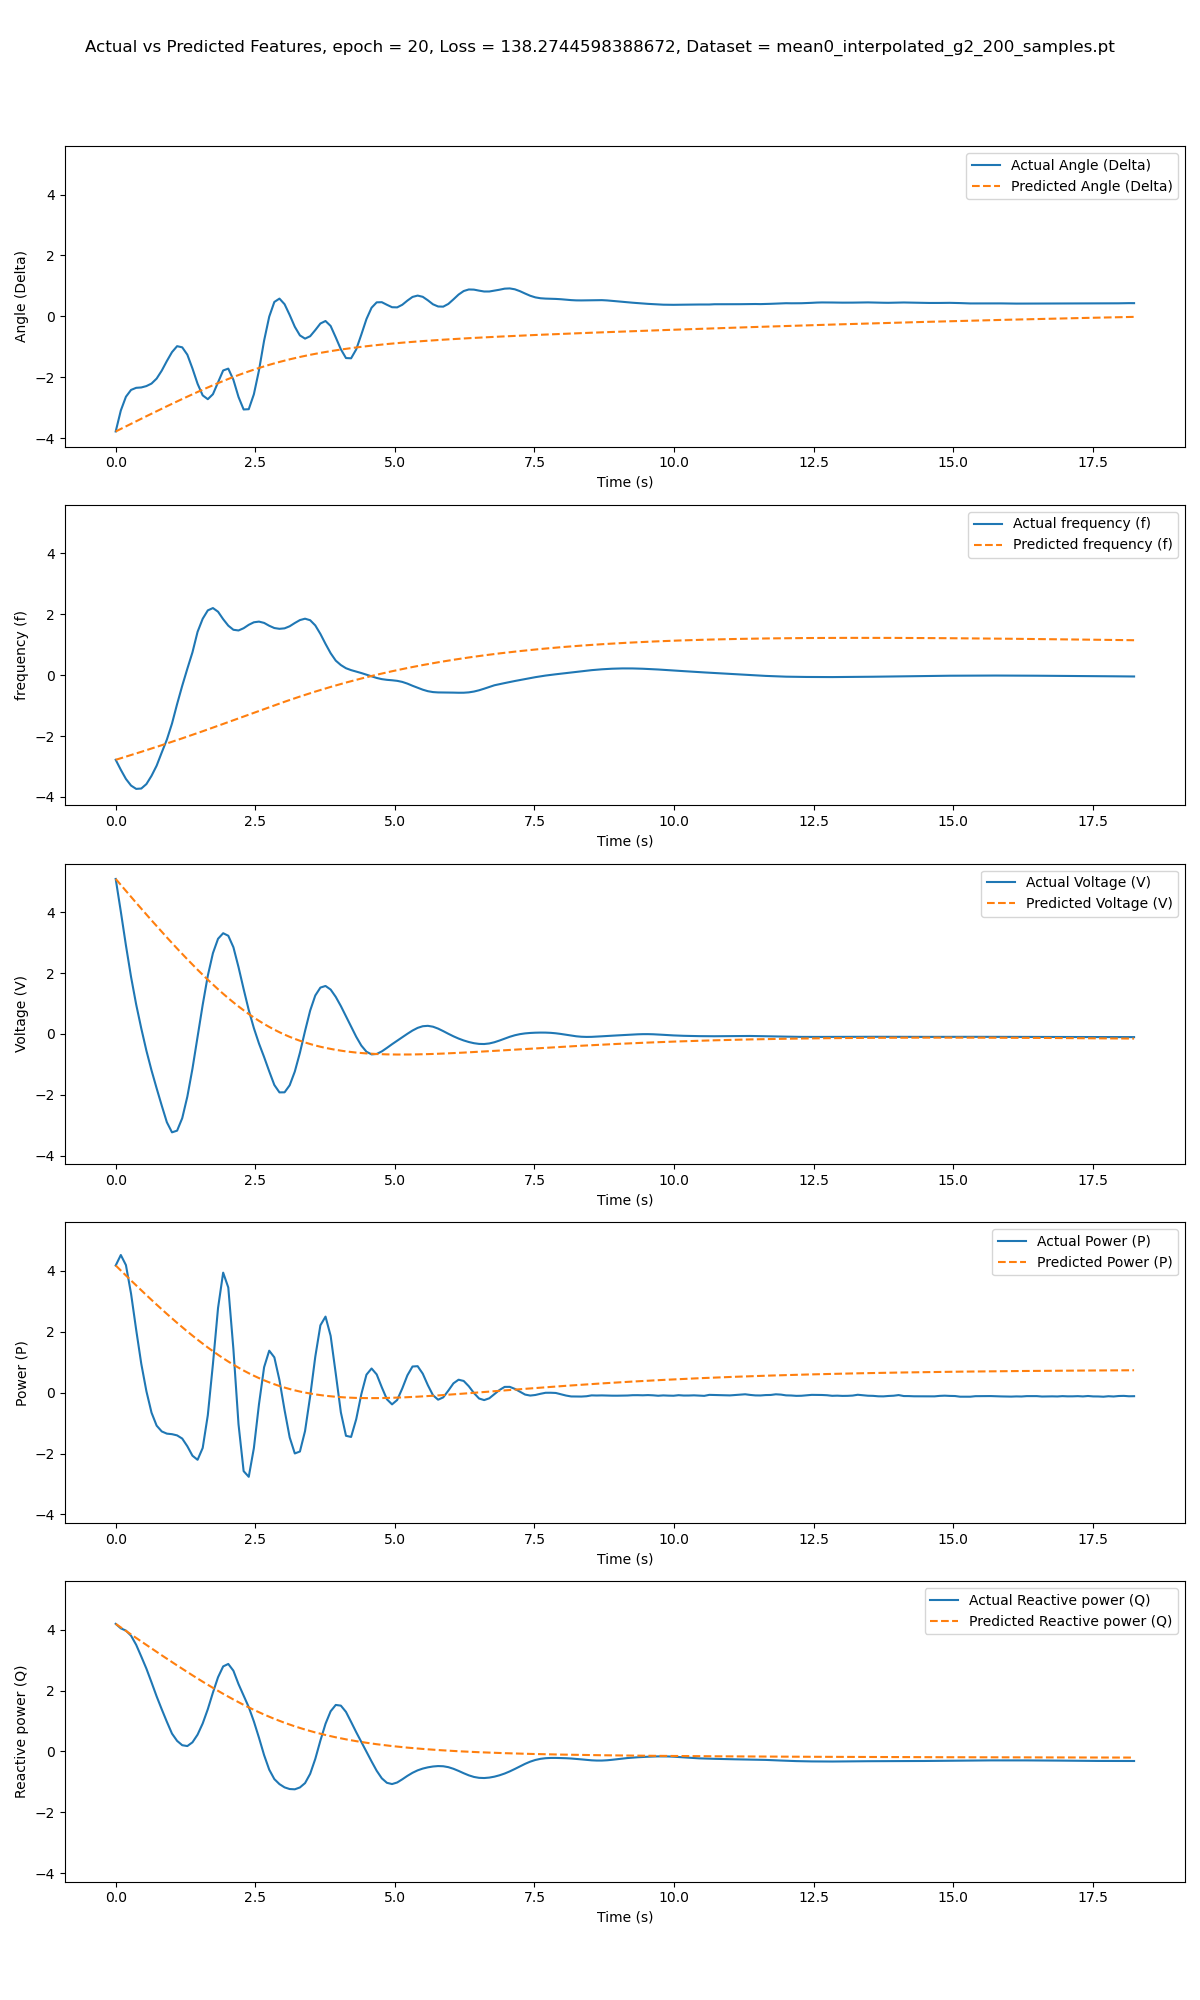 Actual vs Predicted Features, epoch = 20, Loss = 138.2744598388672, Dataset = mean0_interpolated_g2_200_samples.pt
Actual Angle (Delta)
Predicted Angle (Delta)
Angle (Delta)
4
2
0
−2
−4
0.0 2.5 5.0 7.5 10.0 12.5 15.0 17.5
Time (s)
Actual frequency (f)
Predicted frequency (f)
frequency (f)
4
2
0
−2
−4
0.0 2.5 5.0 7.5 10.0 12.5 15.0 17.5
Time (s)
Actual Voltage (V)
Predicted Voltage (V)
Voltage (V)
4
2
0
−2
−4
0.0 2.5 5.0 7.5 10.0 12.5 15.0 17.5
Time (s)
Actual Power (P)
Predicted Power (P)
Power (P)
4
2
0
−2
−4
0.0 2.5 5.0 7.5 10.0 12.5 15.0 17.5
Time (s)
Actual Reactive power (Q)
Predicted Reactive power (Q)
Reactive power (Q)
4
2
0
−2
−4
0.0 2.5 5.0 7.5 10.0 12.5 15.0 17.5
Time (s)